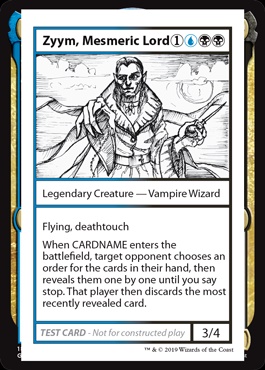 Zyym, Mesmeric Lord 1
Legendary Creature — Vampire Wizard
Flying, deathtouch
When CARDNAME enters the
battlefield, target opponent chooses an
order for the cards in their hand, then
reveals them one by one until you say
stop. That player then discards the most
recently revealed card.
TEST CARD - Not for constructed play
3/4
™ & © 2019 Wizards of the Coast